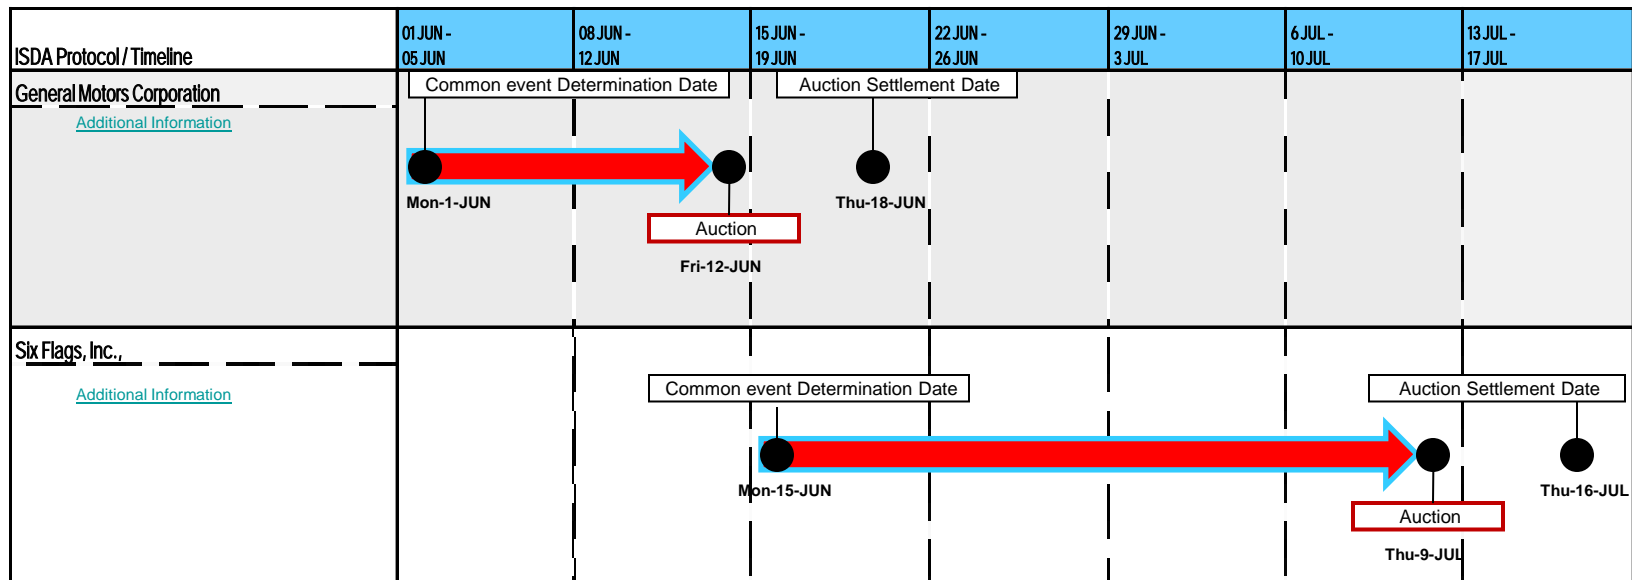 ISDA Protocol / Timeline
01 JUN -
05 JUN
08 JUN -
12 JUN
15 JUN -
19 JUN
22 JUN -
26 JUN
29 JUN -
3 JUL
6 JUL -
10 JUL
13 JUL -
17 JUL
General Motors Corporation
Additional Information
Common event Determination Date
Auction Settlement Date
Mon-1-JUN
Thu-18-JUN
Auction
Fri-12-JUN
Six Flags, Inc.,
Additional Information
Common event Determination Date
Auction Settlement Date
Mon-15-JUN
Thu-16-JUL
Auction
Thu-9-JUL